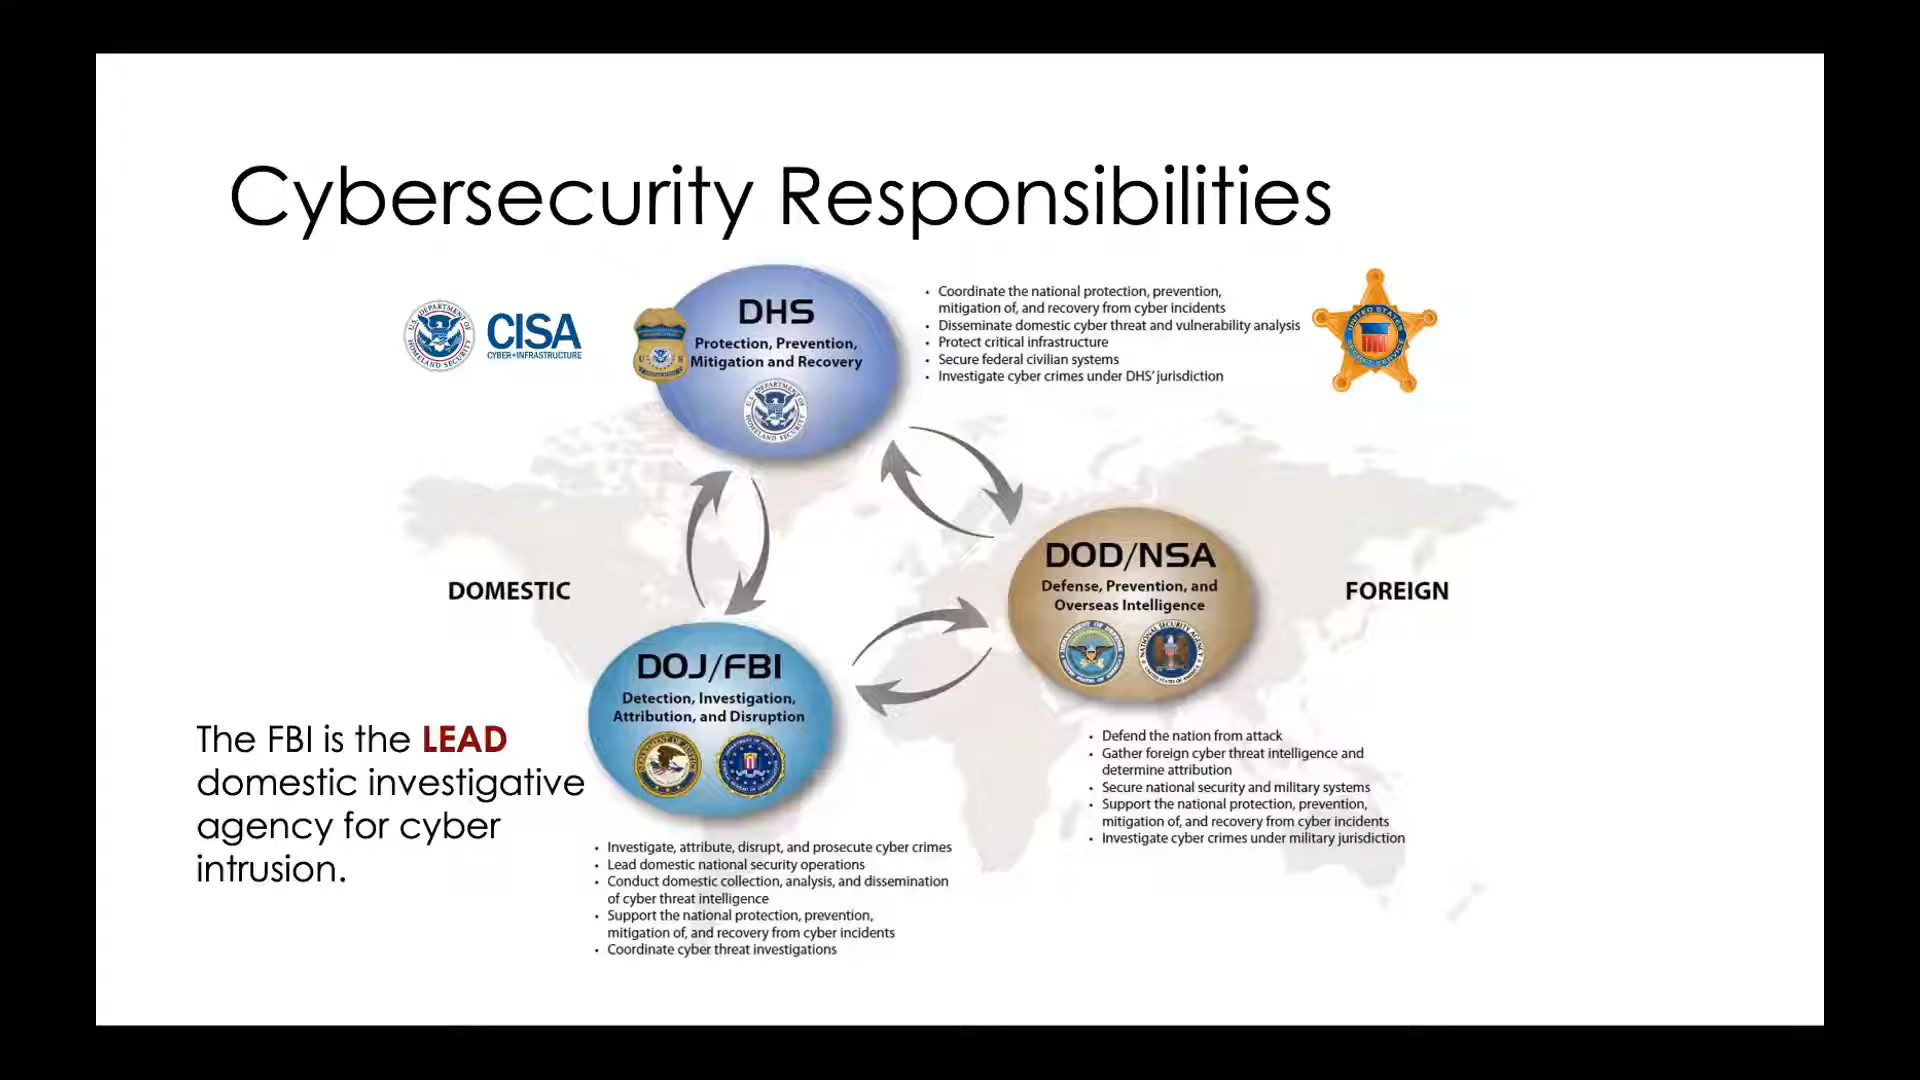 Cybersecurity Responsibilities
CISA
CYBER+INFRASTRUCTURE
DHS
Protection, Prevention,
Mitigation and Recovery
• Coordinate the national protection, prevention,
mitigation of, and recovery from cyber incidents
• Disseminate domestic cyber threat and vulnerability analysis
• Protect critical infrastructure
• Secure federal civilian systems
• Investigate cyber crimes under DHS' jurisdiction
DOMESTIC
DOD/NSA
Defense, Prevention, and
Overseas Intelligence
FOREIGN
DOJ/FBI
Detection, Investigation,
Attribution, and Disruption
The FBI is the LEAD
domestic investigative
agency for cyber
intrusion.
• Defend the nation from attack
• Gather foreign cyber threat intelligence and
determine attribution
• Secure national security and military systems
• Support the national protection, prevention,
mitigation of, and recovery from cyber incidents
• Investigate cyber crimes under military jurisdiction
• Investigate, attribute, disrupt, and prosecute cyber crimes
• Lead domestic national security operations
• Conduct domestic collection, analysis, and dissemination
of cyber threat intelligence
• Support the national protection, prevention,
mitigation of, and recovery from cyber incidents
• Coordinate cyber threat investigations